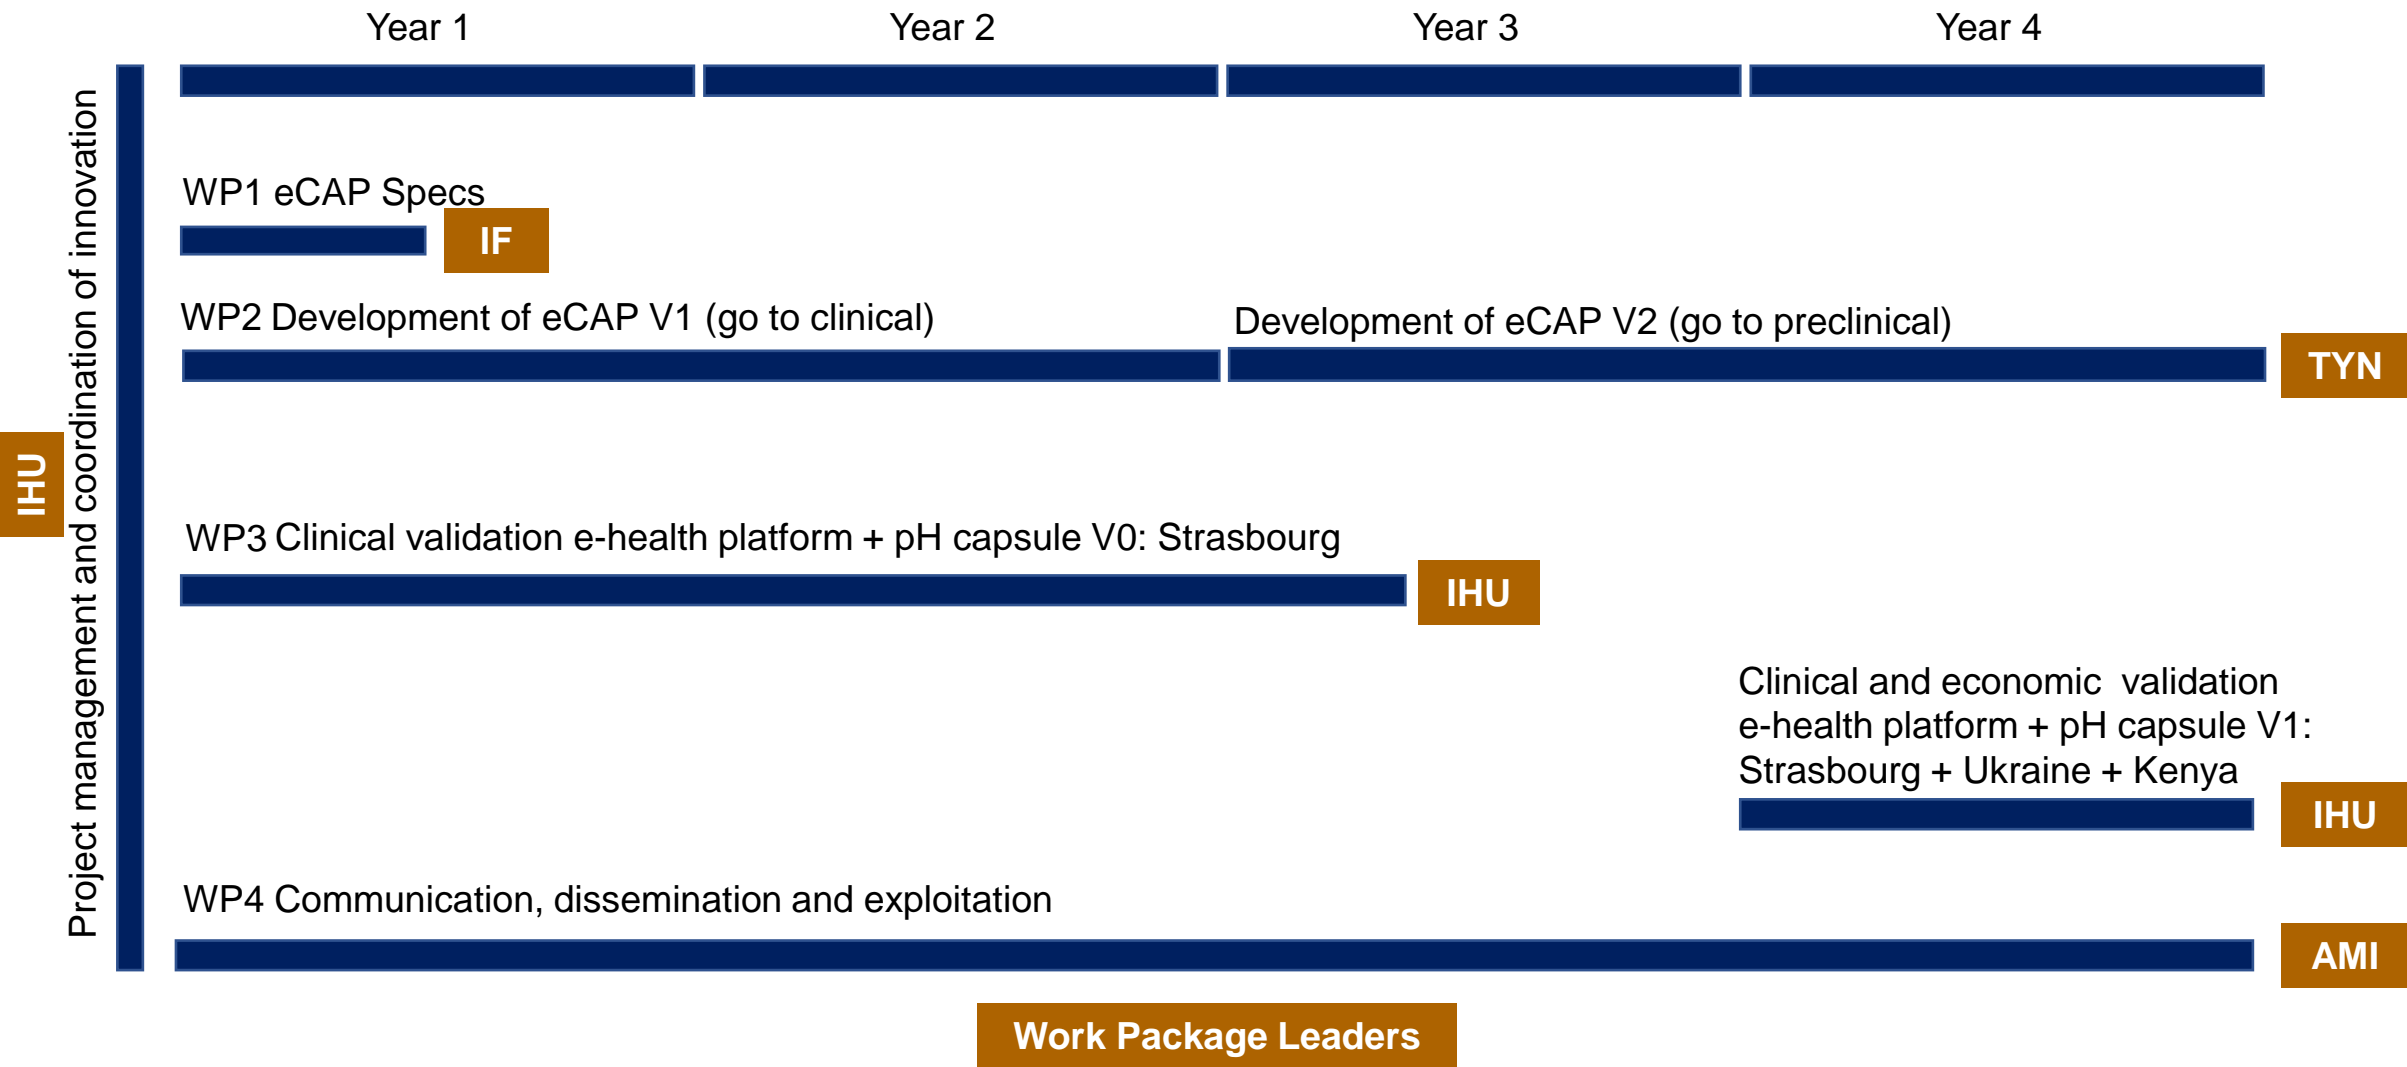 Year 1
Year 2
Year 3
Year 4
IHU
Project management and coordination of innovation
WP1 eCAP Specs
IF
WP2 Development of eCAP V1 (go to clinical)
Development of eCAP V2 (go to preclinical)
TYN
WP3 Clinical validation e-health platform + pH capsule V0: Strasbourg
IHU
Clinical and economic validation
e-health platform + pH capsule V1:
Strasbourg + Ukraine + Kenya
IHU
WP4 Communication, dissemination and exploitation
AMI
Work Package Leaders